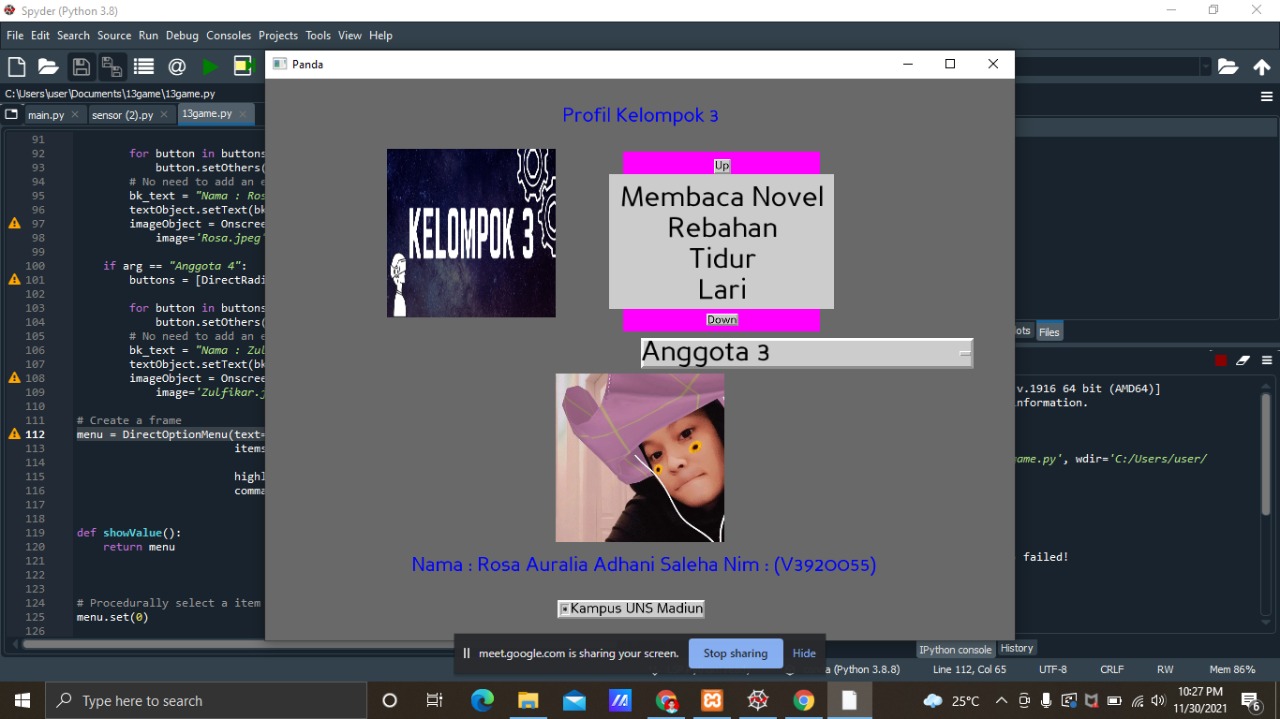 Spyder (Python 3.8)
File Edit Search Source Run Debug Consoles Projects Tools View Help
C:\Users\user\Documents\13game\13game.py
main.py sensor (2).py 13game.py
91
92 for button in buttons
93 button.setOthers(
94 # No need to add an e
95 bk_text = "Nama : Ros
96 textObject.setText(bk
97 imageObject = Onscree
98 image='Rosa.jpeg'
99
100 if arg == "Anggota 4":
101 buttons = [DirectRadi
102
103 for button in buttons
104 button.setOthers(
105 # No need to add an e
106 bk_text = "Nama : Zul
107 textObject.setText(bk
108 imageObject = Onscree
109 image='Zulfikar.j
110
111 # Create a frame
112 menu = DirectOptionMenu(text=
113 items
114
115 highl
116 comma
117
118
119 def showValue():
120 return menu
121
122
123
124 # Procedurally select a item
125 menu.set(0)
126
Panda
Profil Kelompok 3
KELOMPOK 3
Up
Membaca Novel
Rebahan
Tidur
Lari
Down
Anggota 3
Nama : Rosa Auralia Adhani Saleha Nim : (V3920055)
Kampus UNS Madiun
ots Files
v.1916 64 bit (AMD64)]
nformation.
ame.py', wdir='C:/Users/user/
failed!
IPython console History
meet.google.com is sharing your screen. Stop sharing Hide
a (Python 3.8.8) Line 112, Col 65 UTF-8 CRLF RW Mem 86%
Type here to search
25°C
10:27 PM
11/30/2021
6